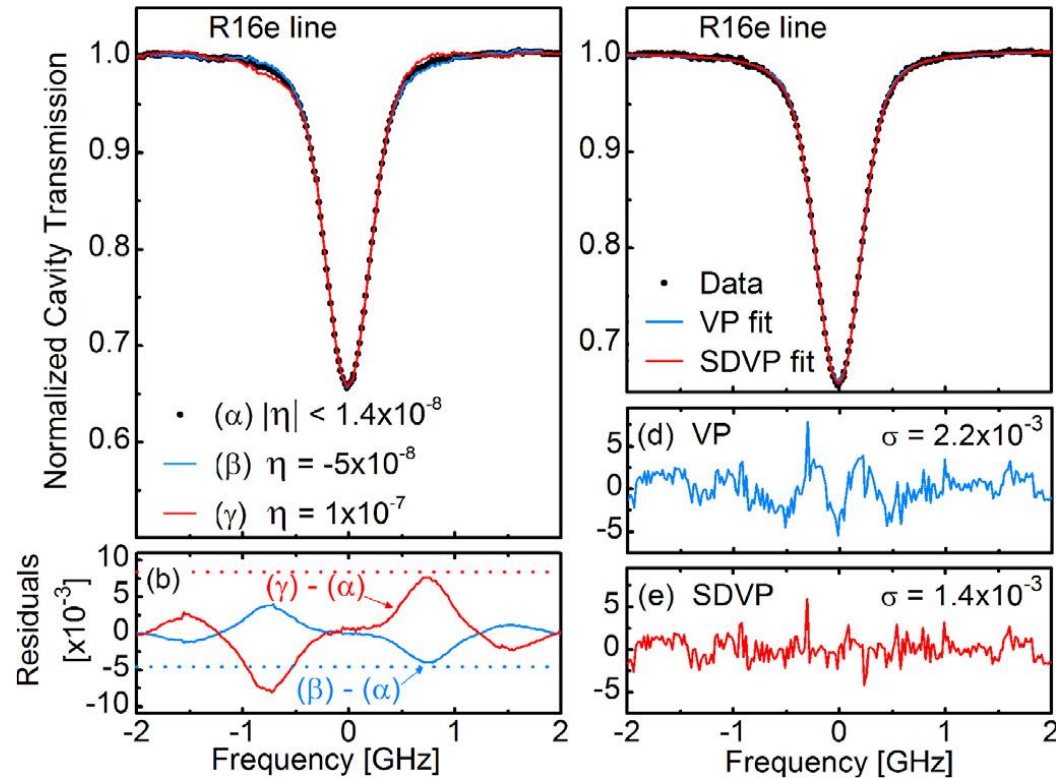 R16e line
1.0
0.9
0.8
0.7
0.6
Normalized Cavity Transmission
(α) |η| < 1.4x10⁻⁸
(β) η = -5x10⁻⁸
(γ) η = 1x10⁻⁷
10
5
0
-5
-10
Residuals
[x10⁻³]
(b)
(γ) - (α)
(β) - (α)
-2
-1
0
1
2
Frequency [GHz]
R16e line
1.0
0.9
0.8
0.7
Data
VP fit
SDVP fit
(d) VP
σ = 2.2x10⁻³
5
0
-5
(e) SDVP
σ = 1.4x10⁻³
5
0
-5
-2
-1
0
1
2
Frequency [GHz]